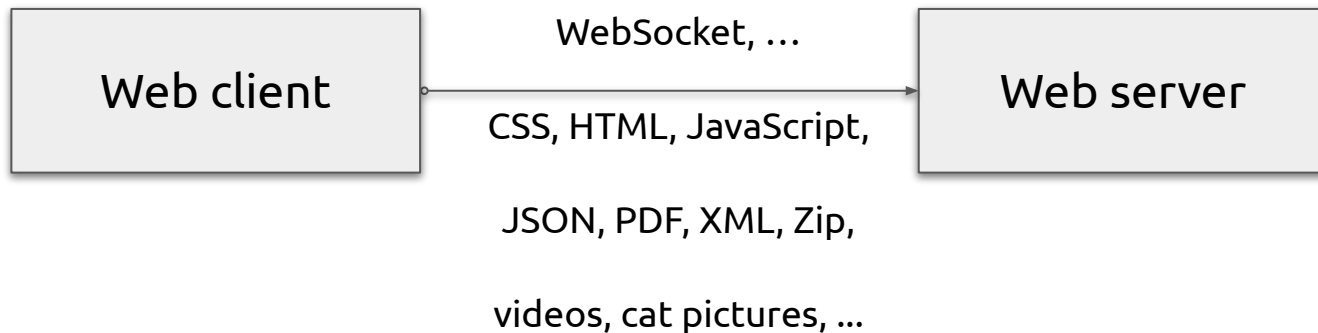 WebSocket, …
Web client
Web server
CSS, HTML, JavaScript,
JSON, PDF, XML, Zip,
videos, cat pictures, ...